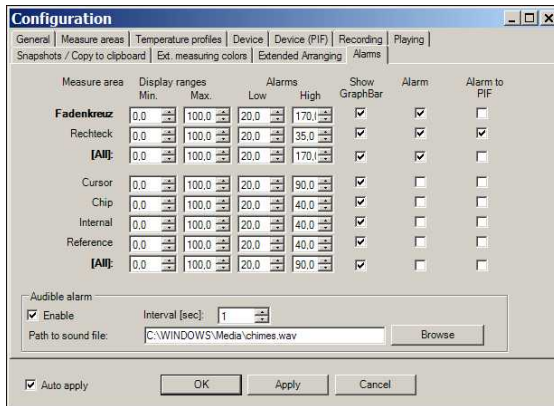 Configuration
General Measure areas Temperature profiles Device Device (PIF) Recording Playing
Snapshots / Copy to clipboard Ext. measuring colors Extended Arranging Alarms
Measure area Display ranges Alarms Show GraphBar Alarm Alarm to PIF
Min. Max. Low High
Fadenkreuz 0,0 100,0 20,0 170,
Rechteck 0,0 100,0 20,0 35,0
[All]: 0,0 100,0 20,0 170,
Cursor 0,0 100,0 20,0 90,0
Chip 0,0 100,0 20,0 40,0
Internal 0,0 100,0 20,0 40,0
Reference 0,0 100,0 20,0 40,0
[All]: 0,0 100,0 20,0 90,0
Audible alarm
Enable Interval [sec]: 1
Path to sound file: C:\WINDOWS\Media\chimes.wav Browse
Auto apply OK Apply Cancel